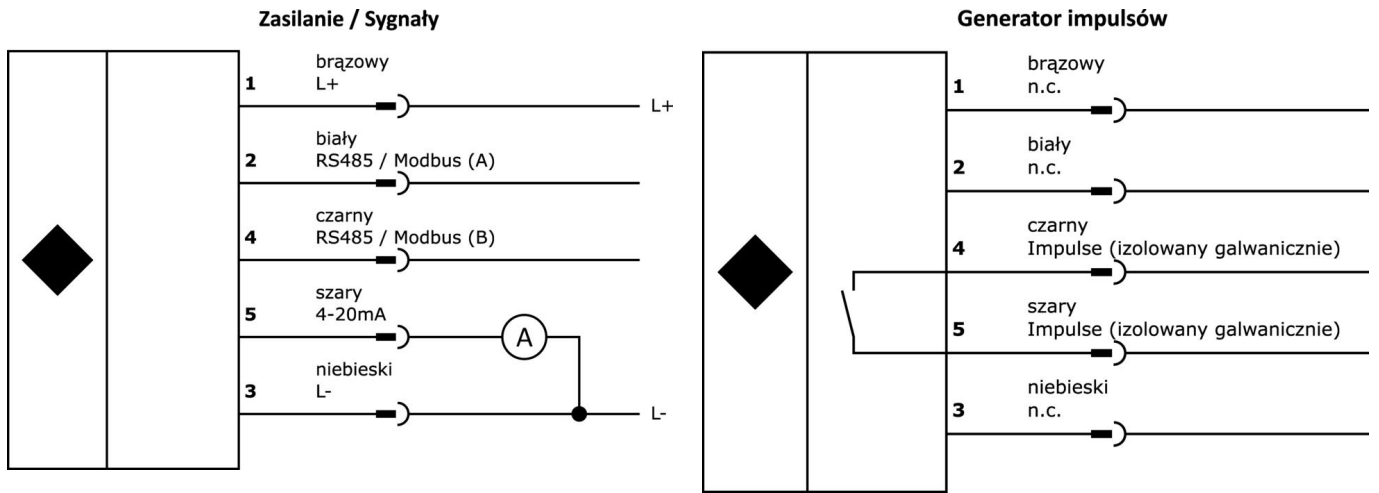 Zasilanie / Sygnały
brązowy
1 L+
L+
biały
2 RS485 / Modbus (A)
czarny
4 RS485 / Modbus (B)
szary
5 4-20mA
A
niebieski
3 L-
L-
Generator impulsów
brązowy
1 n.c.
biały
2 n.c.
czarny
4 Impulse (izolowany galwanicznie)
szary
5 Impulse (izolowany galwanicznie)
niebieski
3 n.c.